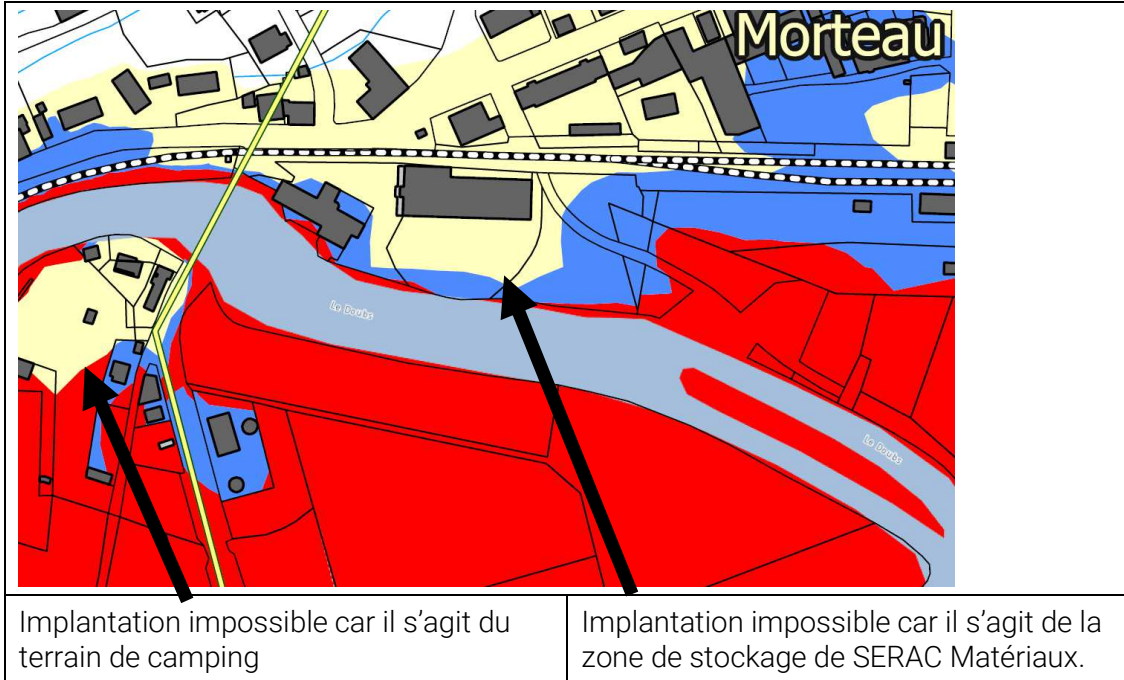 Morteau
Le Doubs
Le Doubs
Implantation impossible car il s’agit du
terrain de camping
Implantation impossible car il s’agit de la
zone de stockage de SERAC Matériaux.